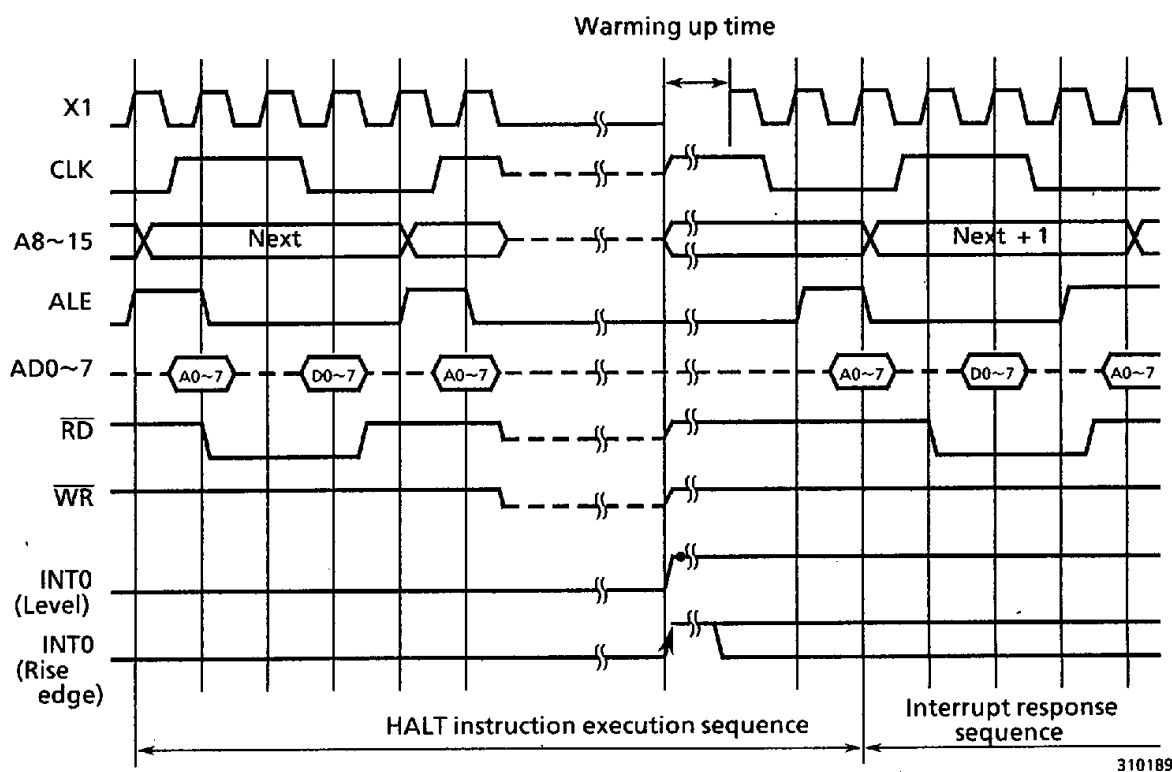 Warming up time
X1
CLK
A8~15
Next
Next + 1
ALE
AD0~7
A0~7
D0~7
A0~7
A0~7
D0~7
A0~7
R̅D̅
W̅R̅
INT0
(Level)
INT0
(Rise
edge)
HALT instruction execution sequence
Interrupt response
sequence
310189